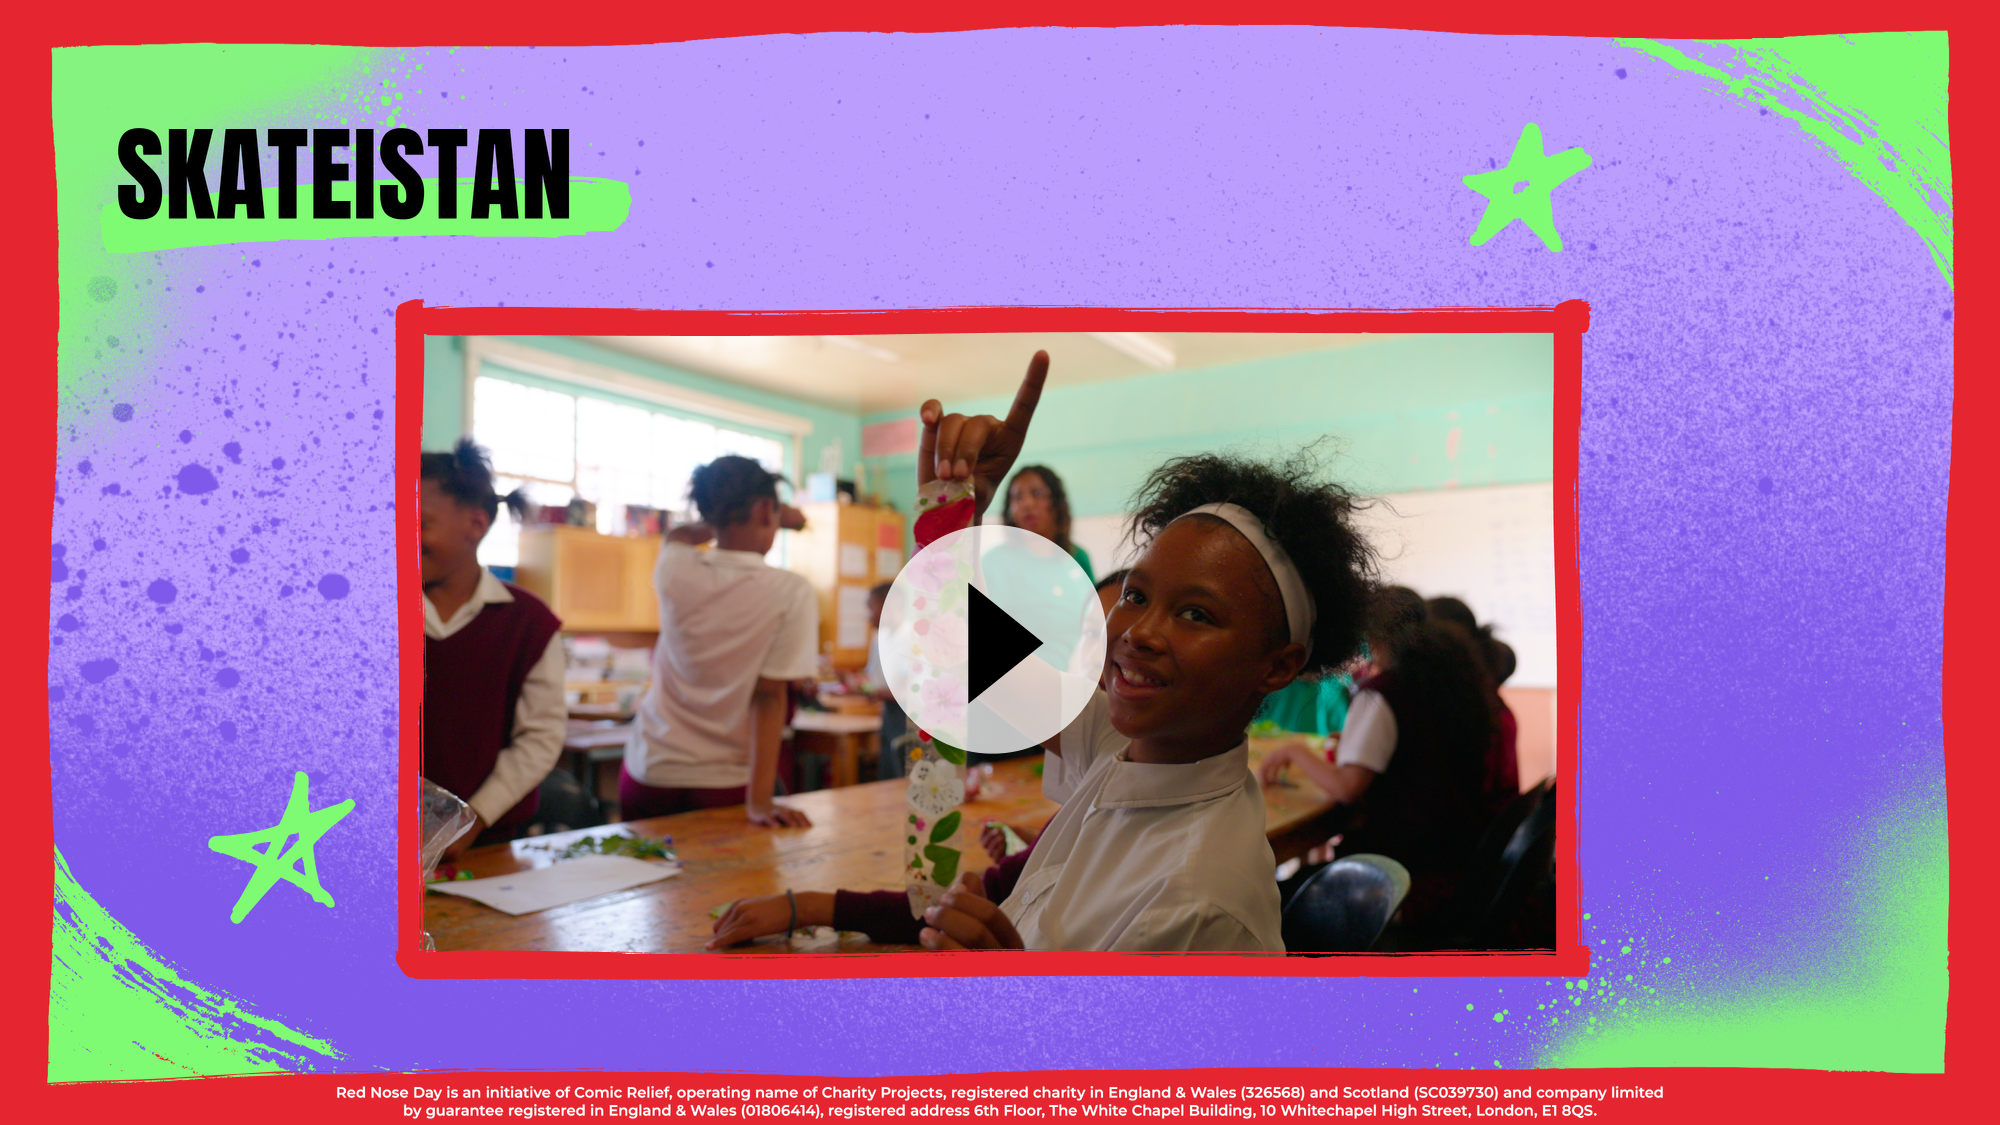 SKATEISTAN
Red Nose Day is an initiative of Comic Relief, operating name of Charity Projects, registered charity in England & Wales (326568) and Scotland (SC039730) and company limited
by guarantee registered in England & Wales (01806414), registered address 6th Floor, The White Chapel Building, 10 Whitechapel High Street, London, E1 8QS.